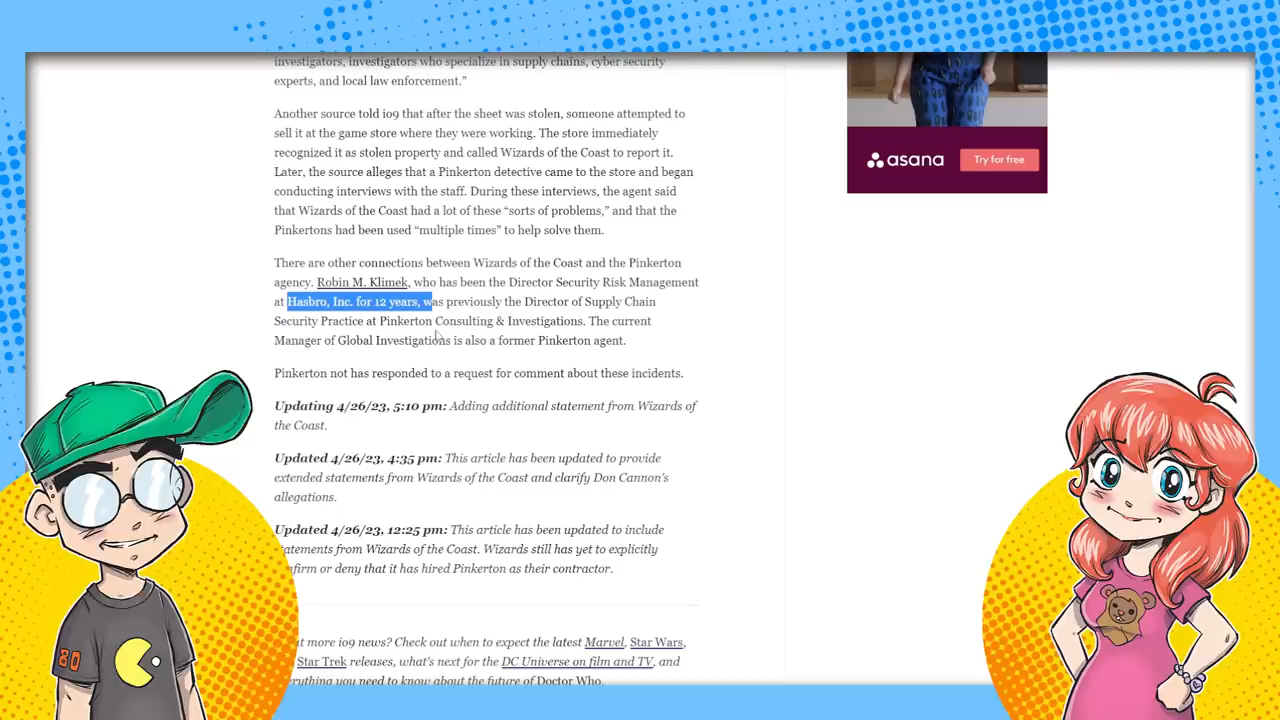 investigators, investigators who specialize in supply chains, cyber security
experts, and local law enforcement."
Another source told io9 that after the sheet was stolen, someone attempted to
sell it at the game store where they were working. The store immediately
recognized it as stolen property and called Wizards of the Coast to report it.
Later, the source alleges that a Pinkerton detective came to the store and began
conducting interviews with the staff. During these interviews, the agent said
that Wizards of the Coast had a lot of these “sorts of problems,” and that the
Pinkertons had been used “multiple times” to help solve them.
There are other connections between Wizards of the Coast and the Pinkerton
agency. Robin M. Klimek, who has been the Director Security Risk Management
at Hasbro, Inc. for 12 years, was previously the Director of Supply Chain
Security Practice at Pinkerton Consulting & Investigations. The current
Manager of Global Investigations is also a former Pinkerton agent.
Pinkerton not has responded to a request for comment about these incidents.
Updating 4/26/23, 5:10 pm: Adding additional statement from Wizards of
the Coast.
Updated 4/26/23, 4:35 pm: This article has been updated to provide
extended statements from Wizards of the Coast and clarify Don Cannon’s
allegations.
Updated 4/26/23, 12:25 pm: This article has been updated to include
statements from Wizards of the Coast. Wizards still has yet to explicitly
confirm or deny that it has hired Pinkerton as their contractor.
more io9 news? Check out when to expect the latest Marvel, Star Wars,
Star Trek releases, what’s next for the DC Universe on film and TV, and
everything you need to know about the future of Doctor Who.
asana
Try for free
80